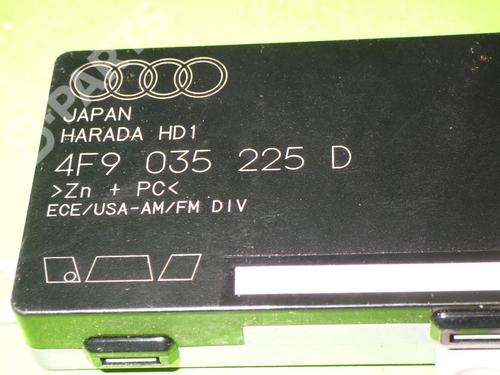 JAPAN
HARADA HD1
4F9 035 225 D
>Zn + PC<
ECE/USA-AM/FM DIV